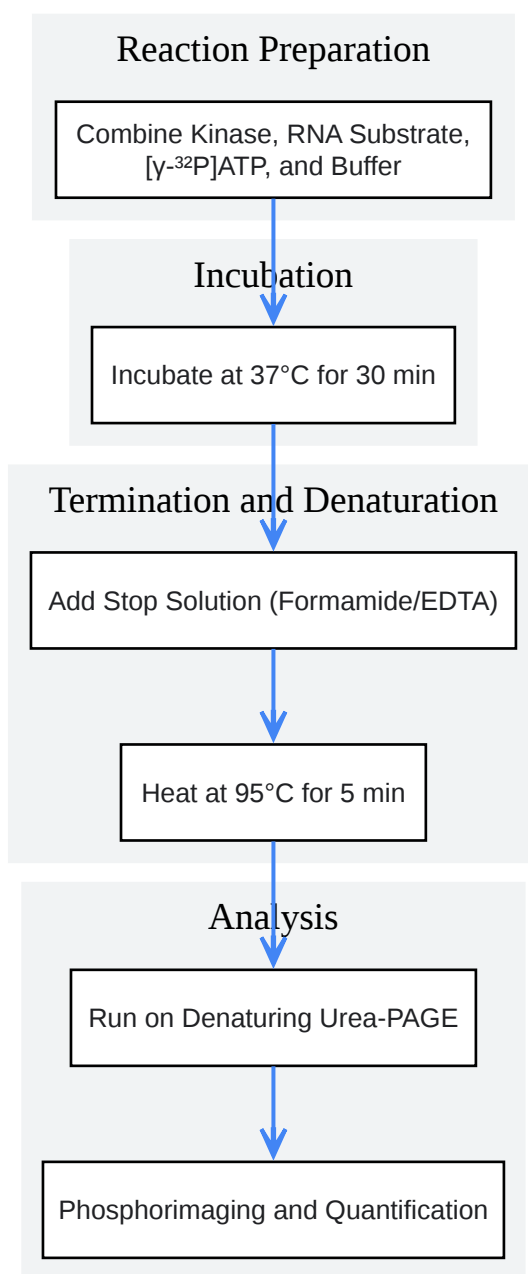 Reaction Preparation
Combine Kinase, RNA Substrate,
[γ-³²P]ATP, and Buffer
Incubation
Incubate at 37°C for 30 min
Termination and Denaturation
Add Stop Solution (Formamide/EDTA)
Heat at 95°C for 5 min
Analysis
Run on Denaturing Urea-PAGE
Phosphorimaging and Quantification